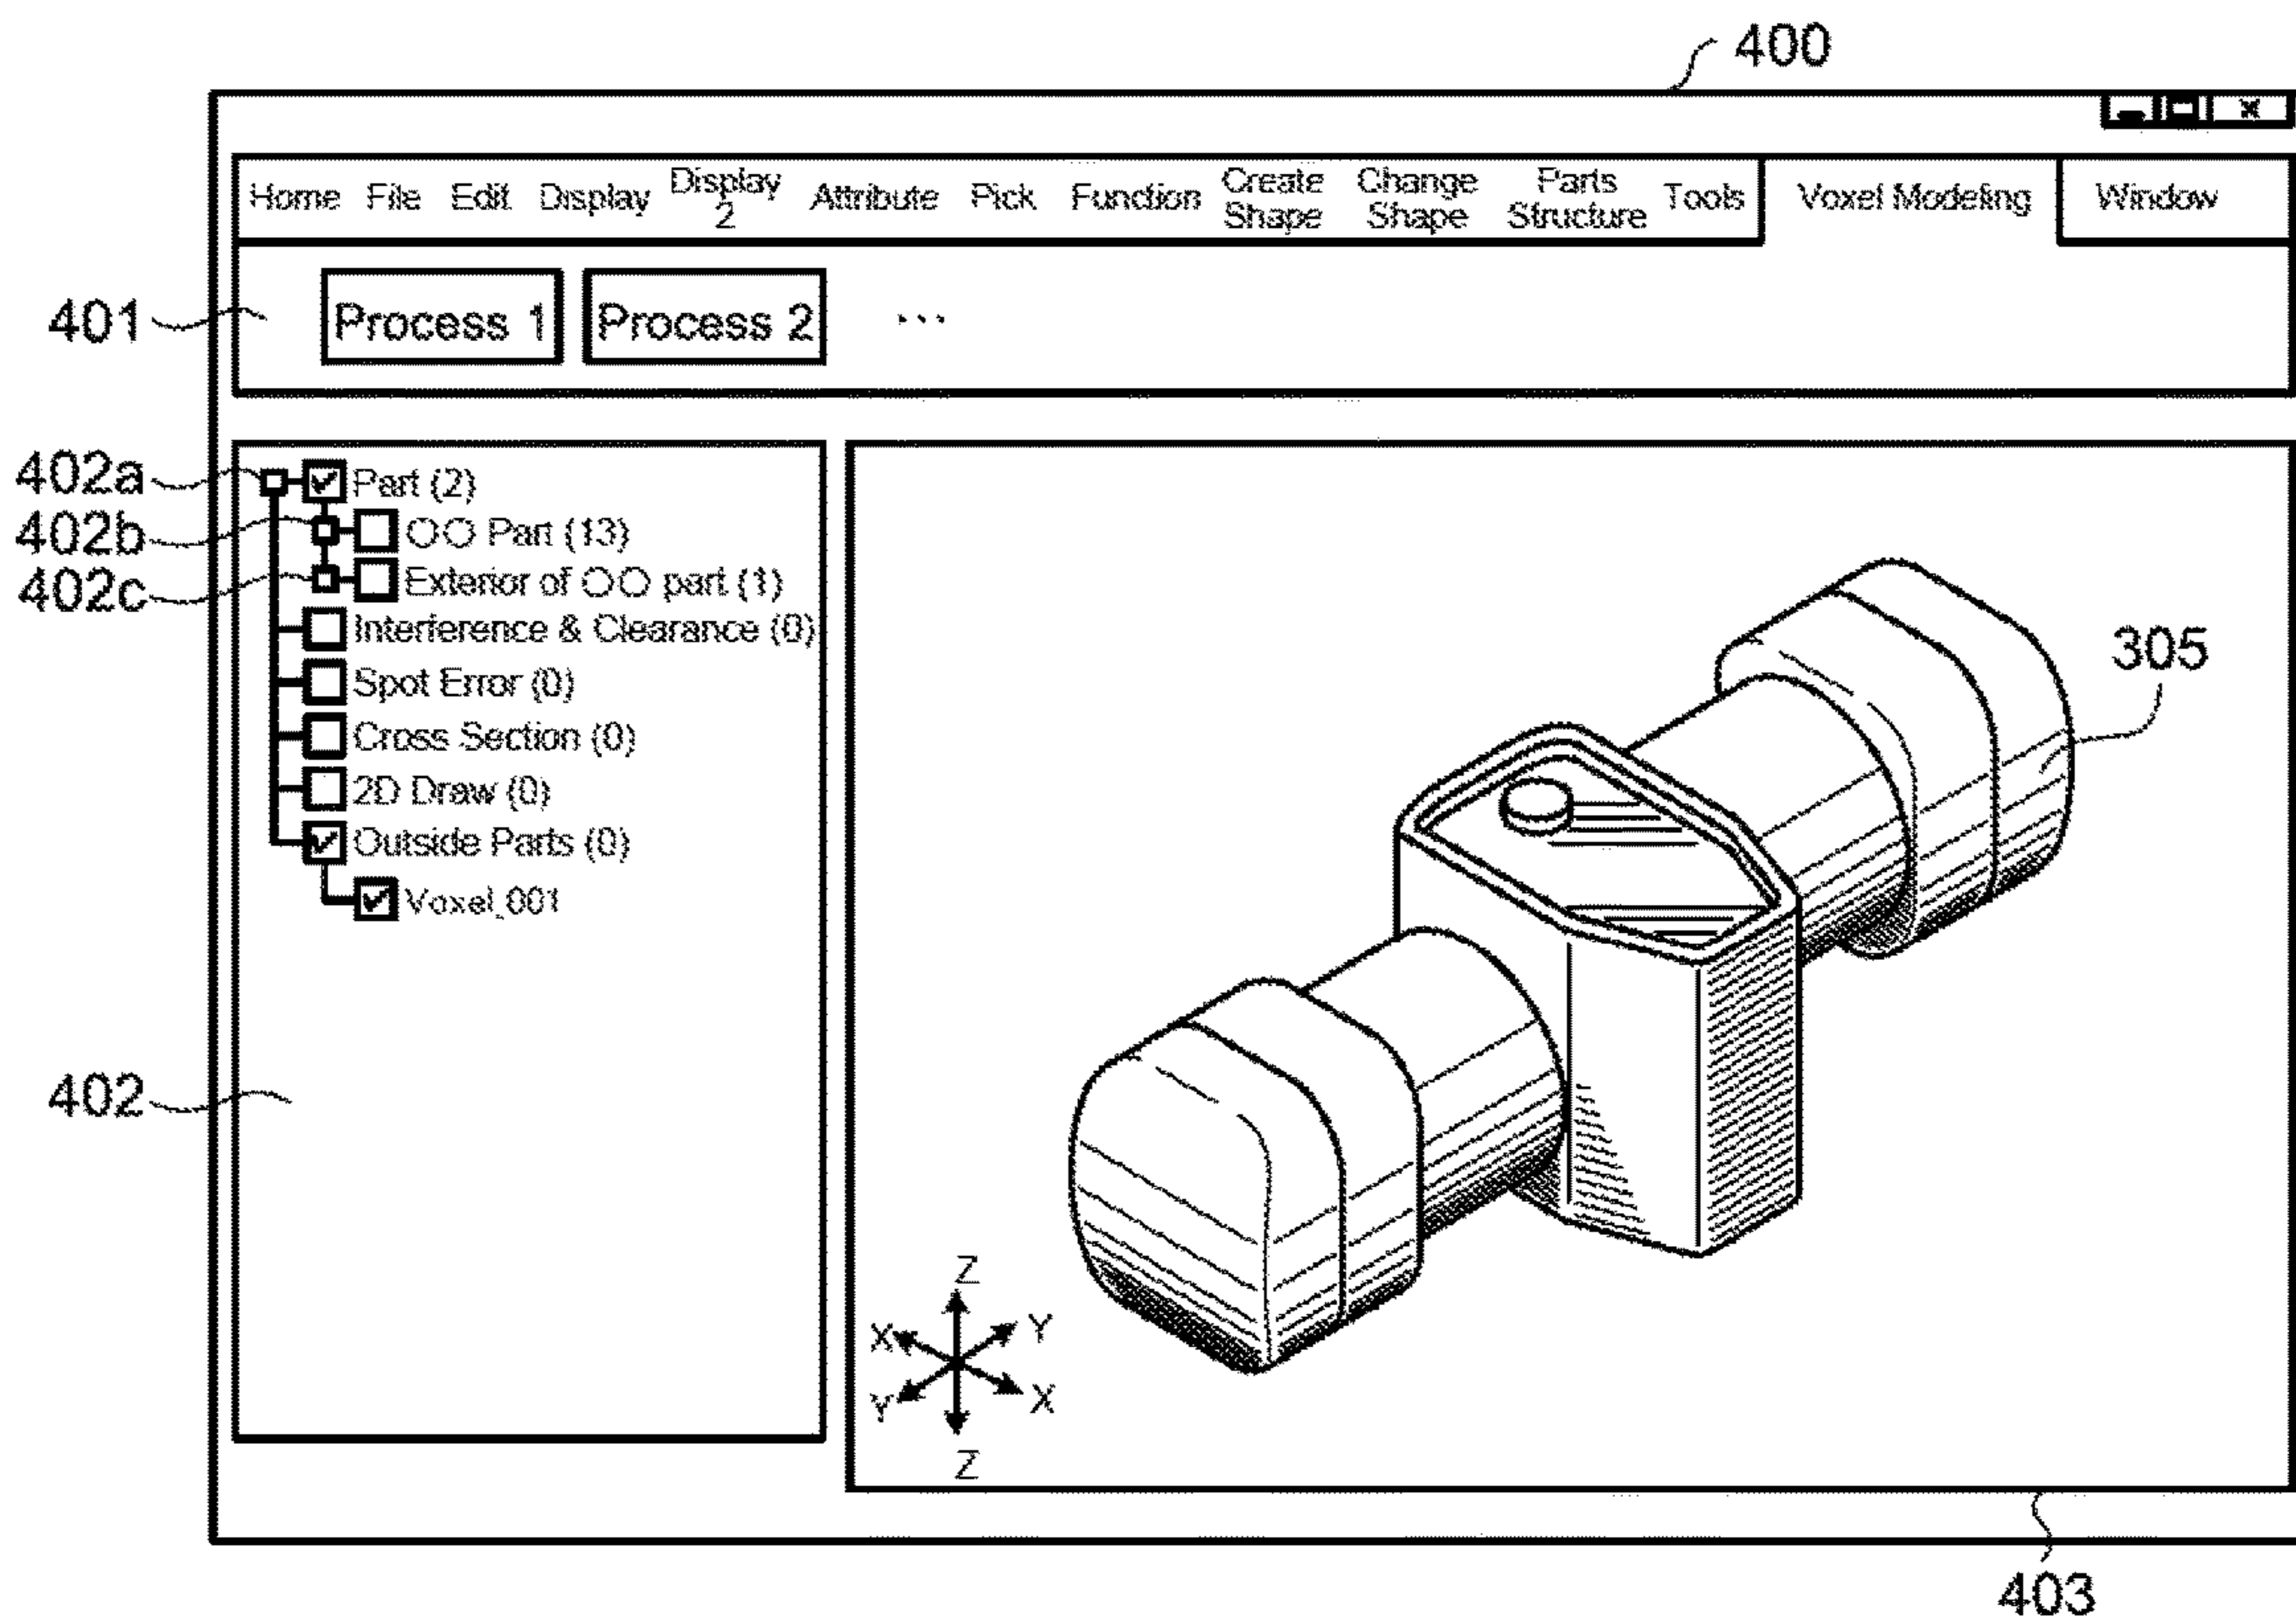 400
Home File Edit Display Display 2 Attribute Pick Function Create Shape Change Shape Parts Structure Tools Voxel Modeling Window
401 Process 1 Process 2 ...
402a Part (2)
402b ○○ Part (13)
402c Exterior of ○○ part (1)
Interference & Clearance (0)
Spot Error (0)
Cross Section (0)
2D Draw (0)
Outside Parts (0)
Voxel_001
402
305
Z
X Y
Y X
Z
403